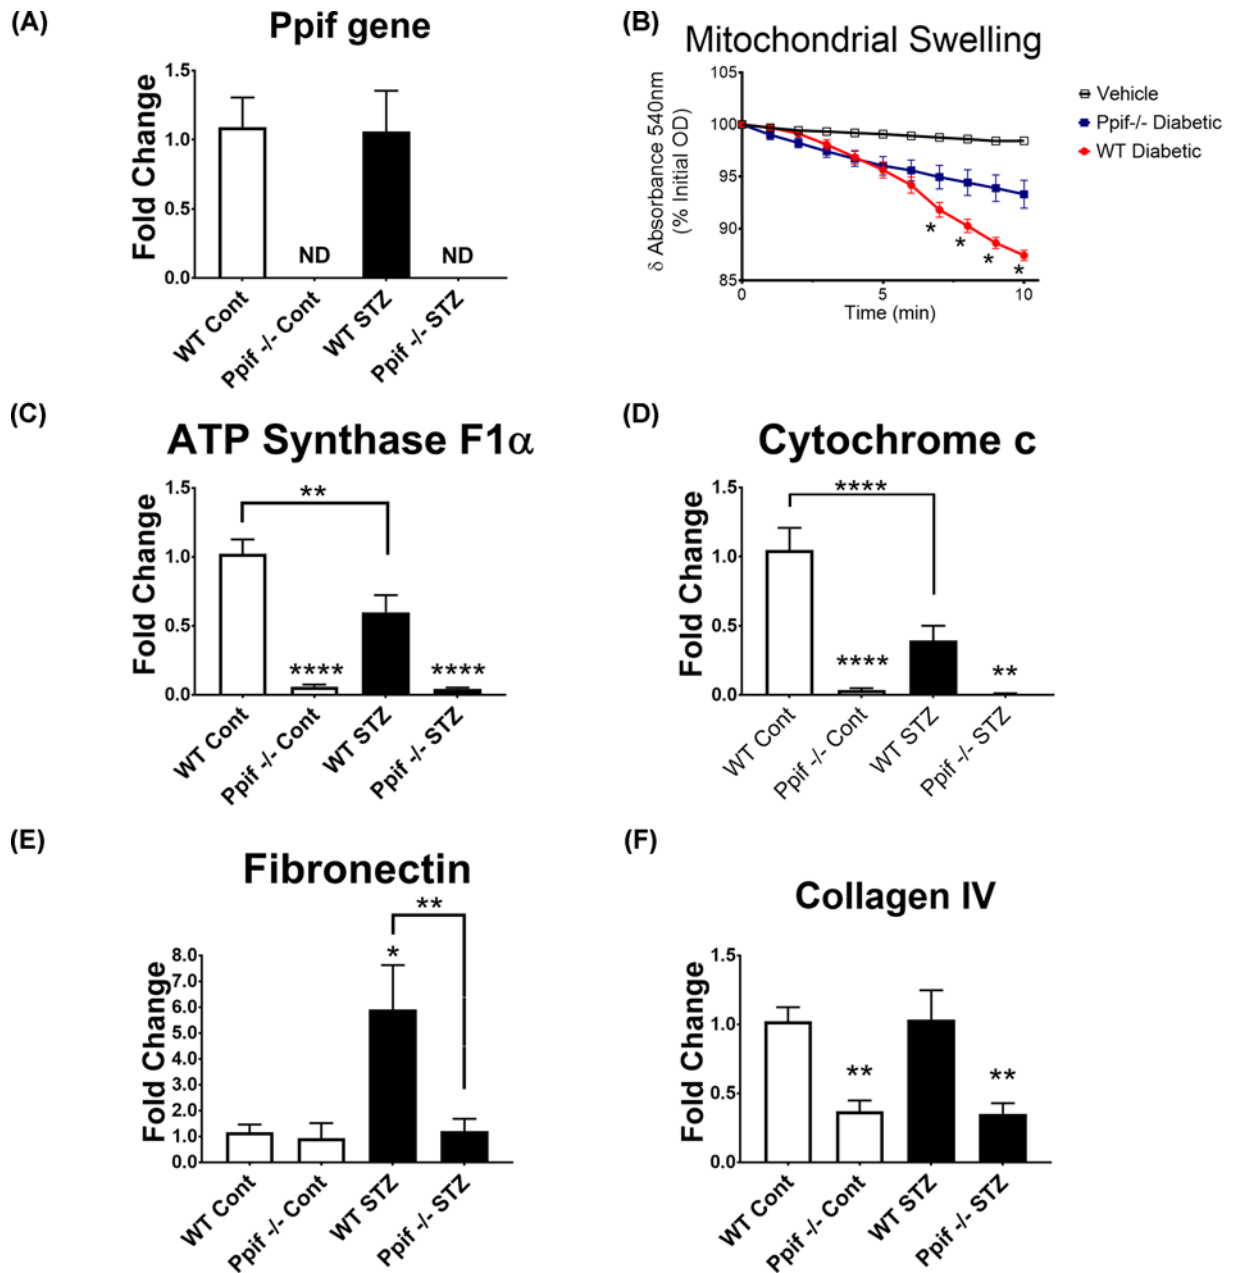 (A)
Ppif gene
Fold Change
1.5
1.0
0.5
0.0
ND
ND
WT Cont
Ppif -/- Cont
WT STZ
Ppif -/- STZ
(B)
Mitochondrial Swelling
δ Absorbance 540nm
(% Initial OD)
105
100
95
90
85
* * * *
0
5
10
Time (min)
Vehicle
Ppif-/- Diabetic
WT Diabetic
(C)
ATP Synthase F1α
Fold Change
1.5
1.0
0.5
0.0
**
****
****
WT Cont
Ppif -/- Cont
WT STZ
Ppif -/- STZ
(D)
Cytochrome c
Fold Change
1.5
1.0
0.5
0.0
****
****
**
WT Cont
Ppif -/- Cont
WT STZ
Ppif -/- STZ
(E)
Fibronectin
Fold Change
8.0
7.0
6.0
5.0
4.0
3.0
2.0
1.0
0.0
**
*
WT Cont
Ppif -/- Cont
WT STZ
Ppif -/- STZ
(F)
Collagen IV
Fold Change
1.5
1.0
0.5
0.0
**
**
WT Cont
Ppif -/- Cont
WT STZ
Ppif -/- STZ